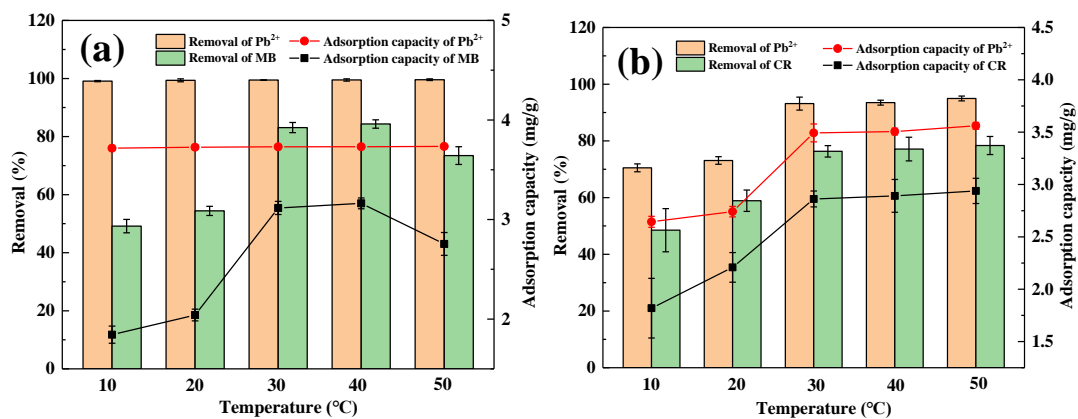 (a)
Removal of Pb²⁺
Removal of MB
Adsorption capacity of Pb²⁺
Adsorption capacity of MB
Removal (%)
120
100
80
60
40
20
0
10 20 30 40 50
Temperature (°C)
5
4
3
2
Adsorption capacity (mg/g)
(b)
Removal of Pb²⁺
Removal of CR
Adsorption capacity of Pb²⁺
Adsorption capacity of CR
Removal (%)
120
100
80
60
40
20
0
10 20 30 40 50
Temperature (°C)
4.5
4.0
3.5
3.0
2.5
2.0
1.5
Adsorption capacity (mg/g)